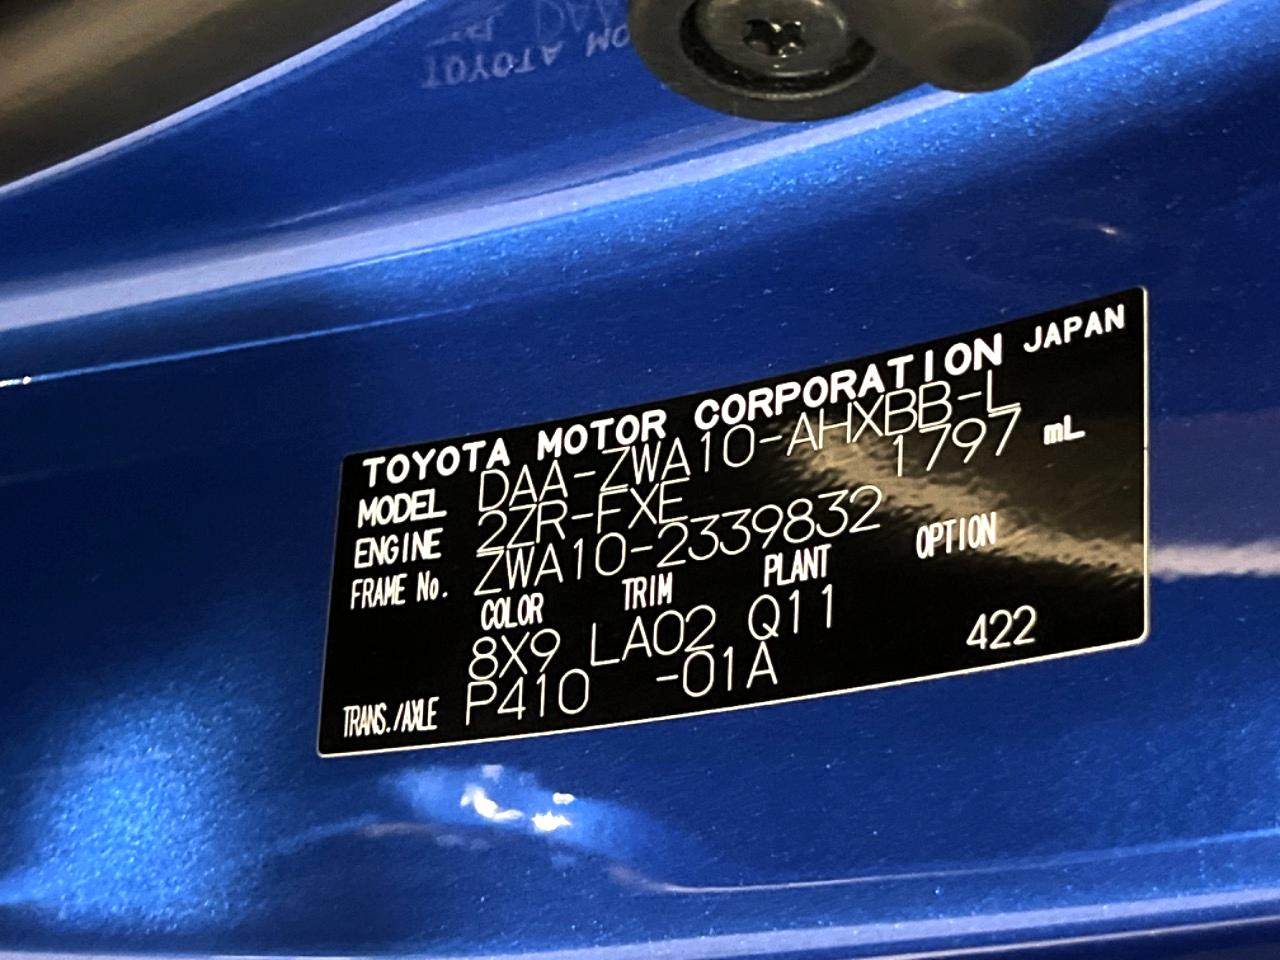 TOYOTA MOTOR CORPORATION JAPAN
MODEL DAA-ZWA10-AHXBB-L
ENGINE 2ZR-FXE 1797 mL
FRAME No. ZWA10-2339832
COLOR TRIM PLANT OPTION
8X9 LA02 Q11
TRANS./AXLE P410 -01A 422